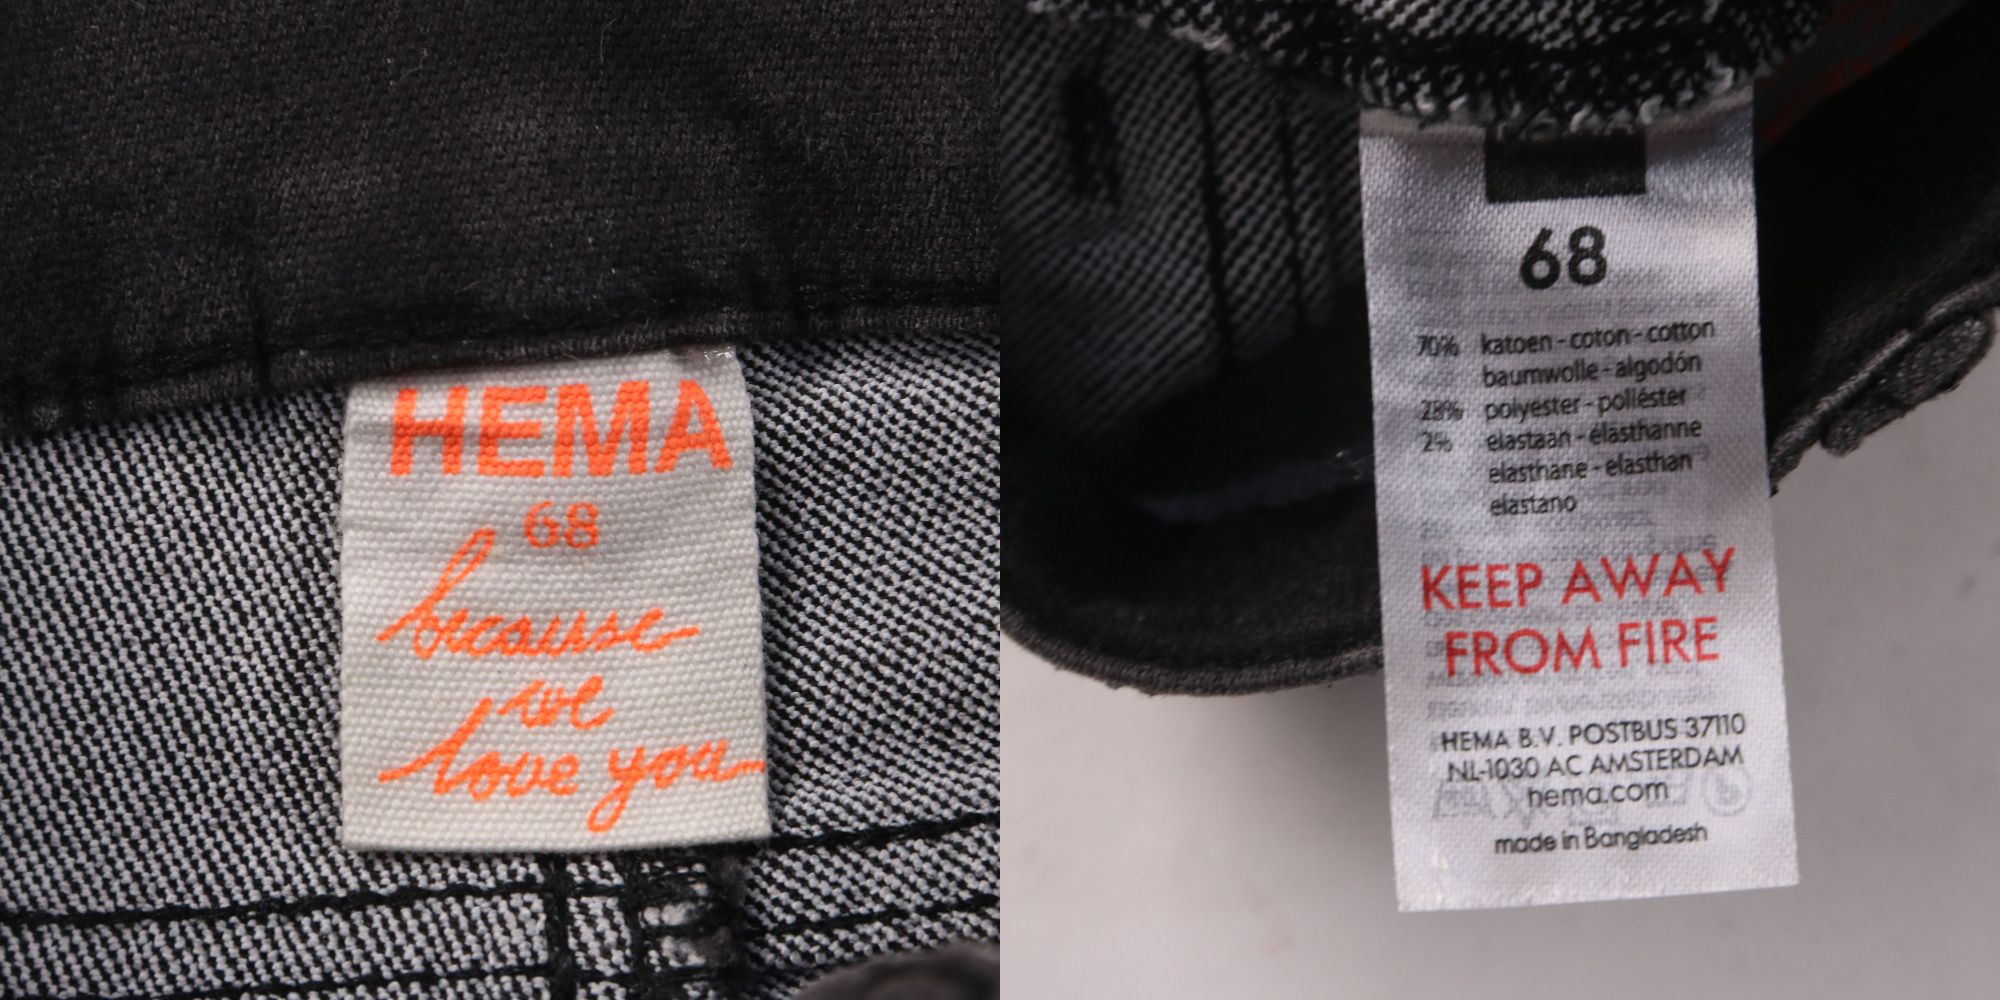 HEMA
68
because
we
love you
68
70% katoen - coton - cotton
baumwolle - algodón
28% polyester - poliéster
2% elastaan - élasthanne
elasthane - elasthan
elastano
KEEP AWAY
FROM FIRE
HEMA B.V. POSTBUS 37110
NL-1030 AC AMSTERDAM
hema.com
made in Bangladesh